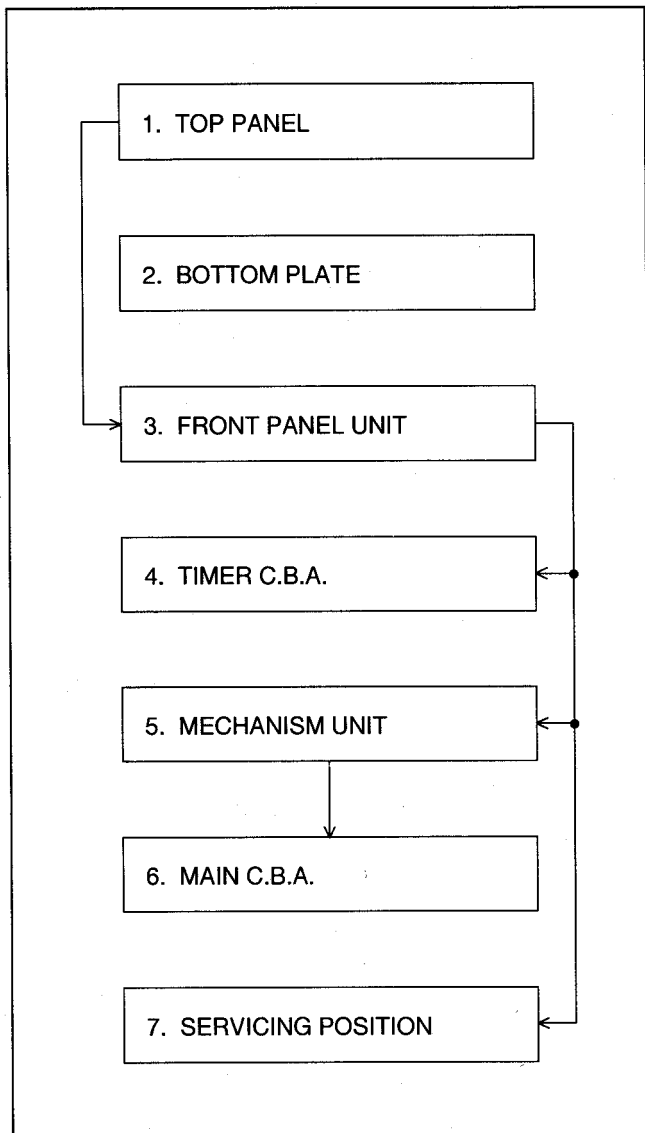 1. TOP PANEL
2. BOTTOM PLATE
3. FRONT PANEL UNIT
4. TIMER C.B.A.
5. MECHANISM UNIT
6. MAIN C.B.A.
7. SERVICING POSITION